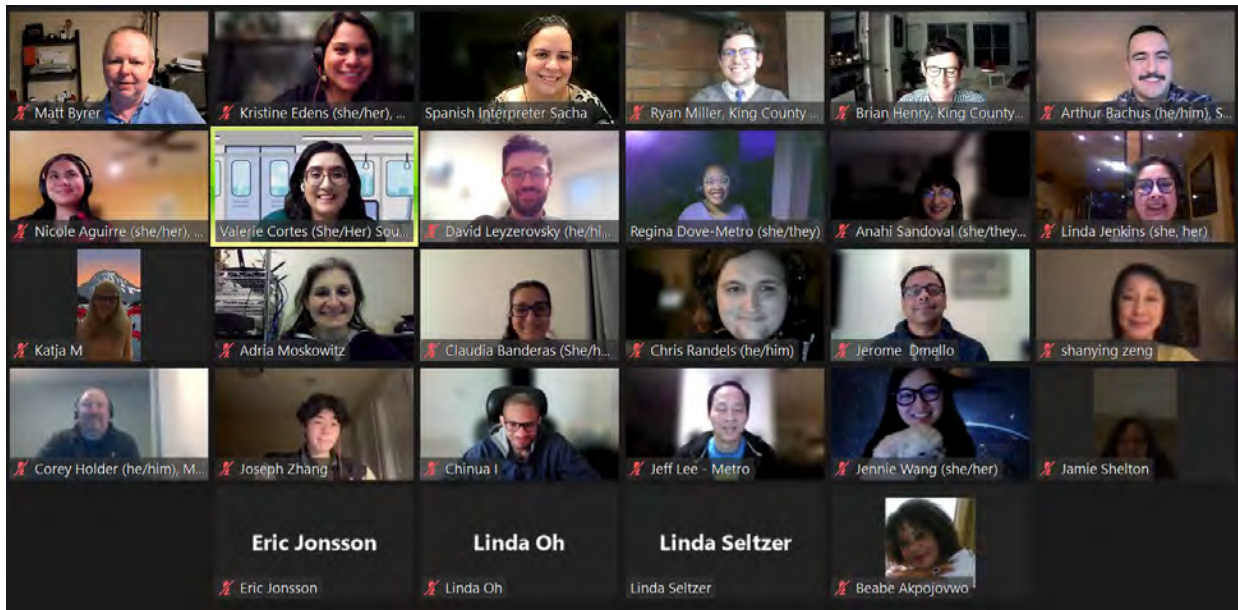 Matt Byrer
Kristine Edens (she/her), ...
Spanish Interpreter Sacha
Ryan Miller, King County ...
Brian Henry, King County...
Arthur Bachus (he/him), S...
Nicole Aguirre (she/her), ...
Valerie Cortes (She/Her) Sou...
David Leyzerovsky (he/hi...
Regina Dove-Metro (she/they)
Anahi Sandoval (she/they...
Linda Jenkins (she, her)
Katja M
Adria Moskowitz
Claudia Banderas (She/h...
Chris Randels (he/him)
Jerome Dmello
shanying zeng
Corey Holder (he/him), M...
Joseph Zhang
Chinua I
Jeff Lee - Metro
Jennie Wang (she/her)
Jamie Shelton
Eric Jonsson
Eric Jonsson
Linda Oh
Linda Oh
Linda Seltzer
Linda Seltzer
Beabe Akpojovwo